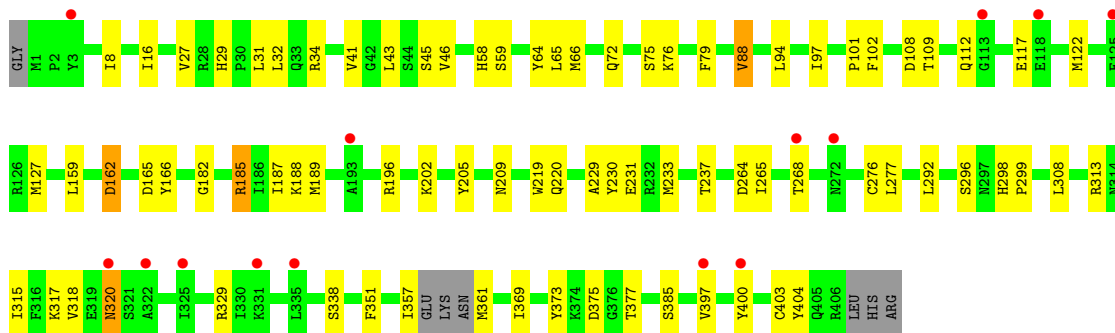 GLY M1 P2 Y3 I8 I16 V27 R28 H29 P30 L31 L32 Q33 R34 V41 G42 L43 S44 S45 V46 H58 S59 Y64 L65 M66 Q72 S75 K76 F79 V88 L94 I97 P101 F102 D108 T109 Q112 G113 E117 E118 M122
R126 M127 L159 D162 D165 Y166 G182 R185 I186 I187 K188 M189 A193 R196 K202 Y205 N209 W219 Q220 A229 Y230 E231 R232 M233 T237 D264 I265 T268 N272 C276 L277 L292 S296 N297 H298 P299 L308 R313 N314
I315 F316 K317 V318 E319 N320 S321 A322 I325 R329 I330 K331 L335 S338 F351 I357 GLU LYS ASN M361 I369 Y373 K374 D375 G376 T377 S385 V397 Y400 C403 Y404 Q405 R406 LEU HIS ARG